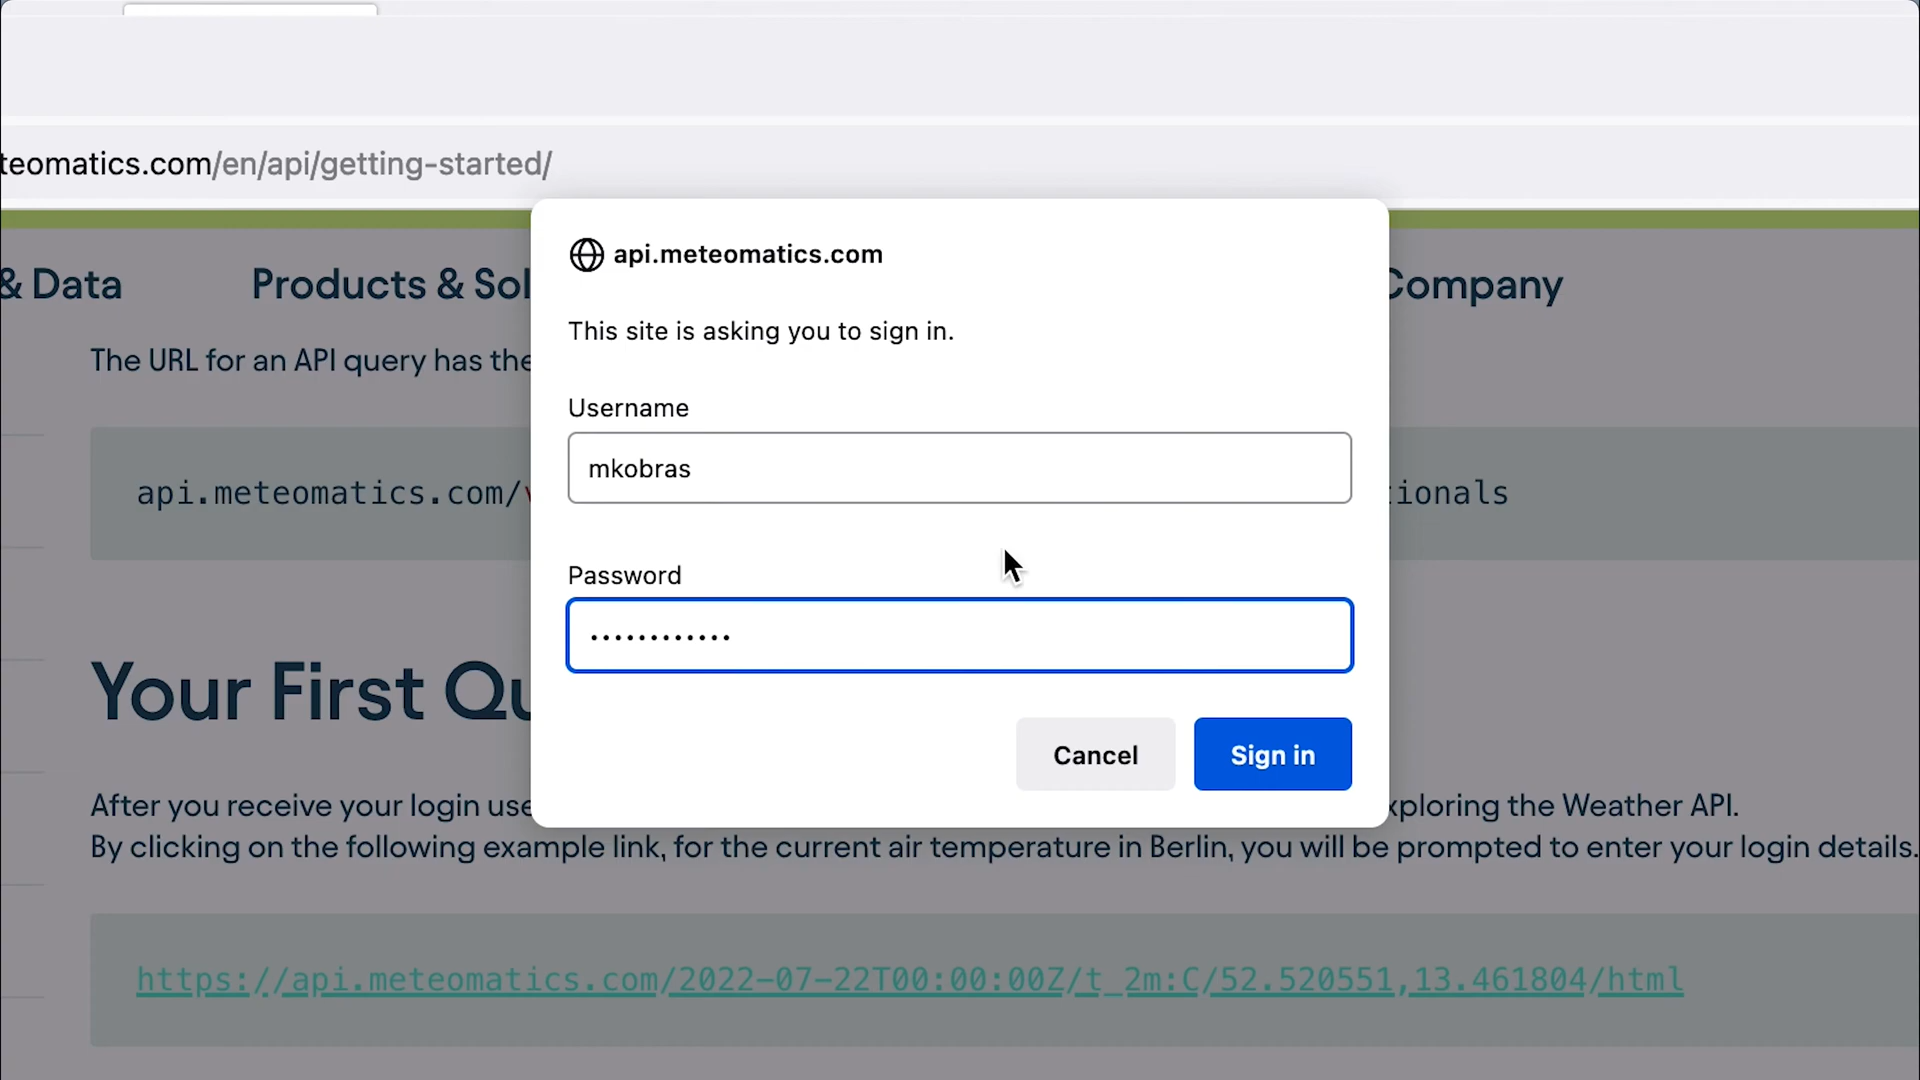 teomatics.com/en/api/getting-started/
api.meteomatics.com
& Data Products & Sol Company
This site is asking you to sign in.
The URL for an API query has the
Username
mkobras
api.meteomatics.com/ ionals
Password
••••••••••••
Your First Qu
Cancel Sign in
After you receive your login use xploring the Weather API.
By clicking on the following example link, for the current air temperature in Berlin, you will be prompted to enter your login details.
https://api.meteomatics.com/2022-07-22T00:00:00Z/t_2m:C/52.520551,13.461804/html